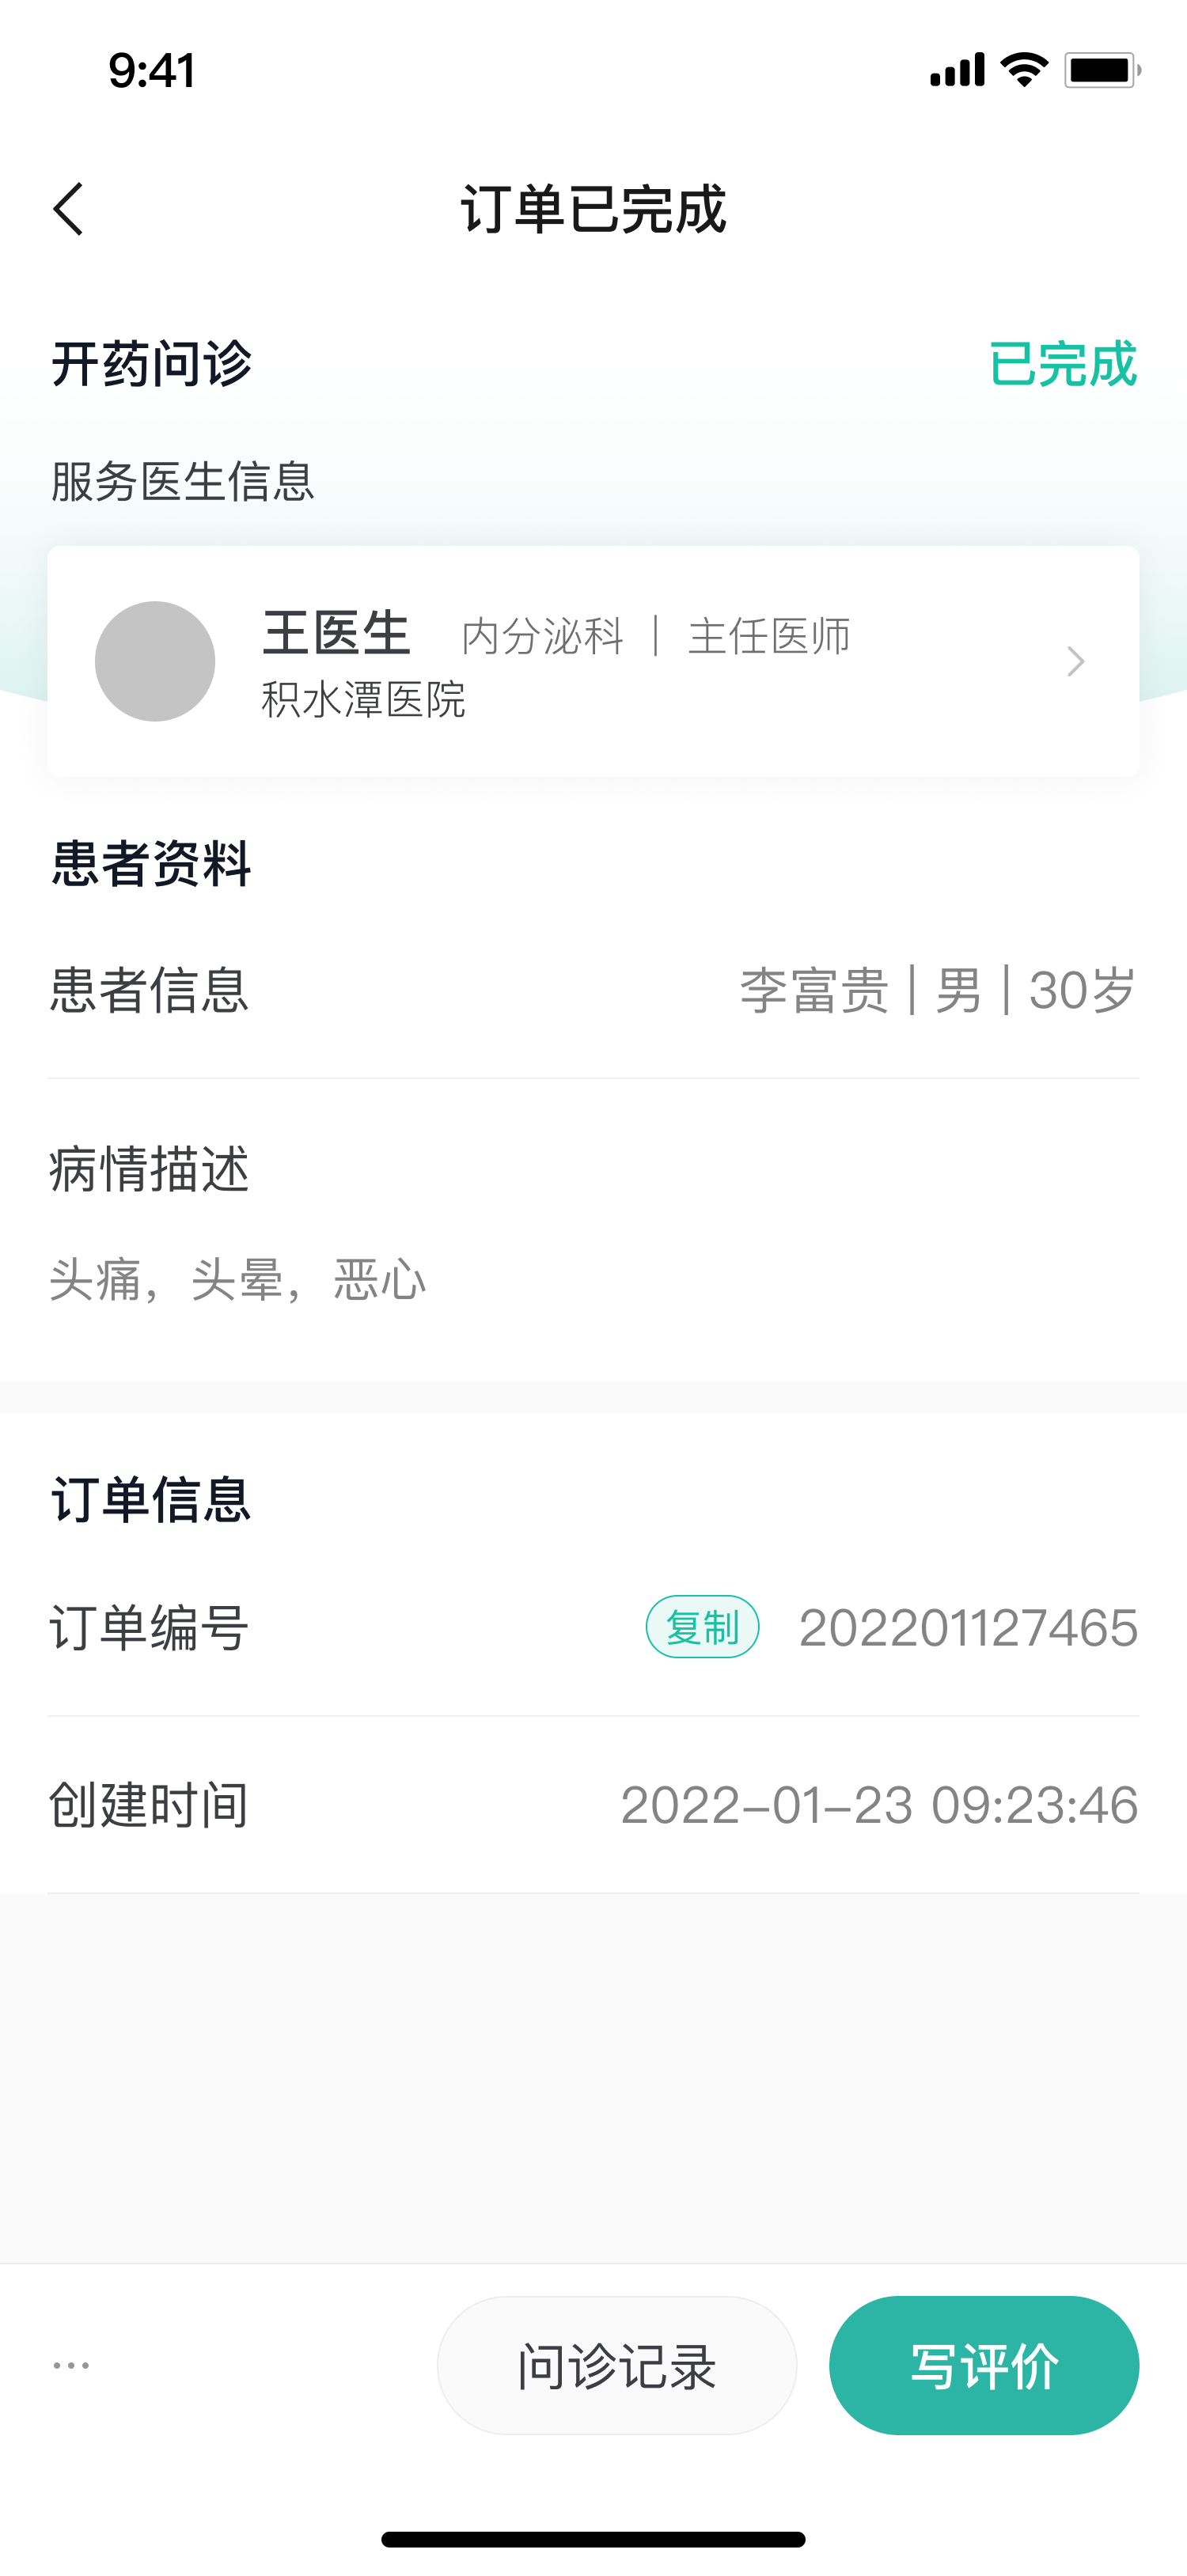 9:41
订单已完成
开药问诊 已完成
服务医生信息
王医生 内分泌科 | 主任医师
积水潭医院
患者资料
患者信息 李富贵 | 男 | 30岁
病情描述
头痛，头晕，恶心
订单信息
订单编号 复制 202201127465
创建时间 2022-01-23 09:23:46
... 问诊记录 写评价